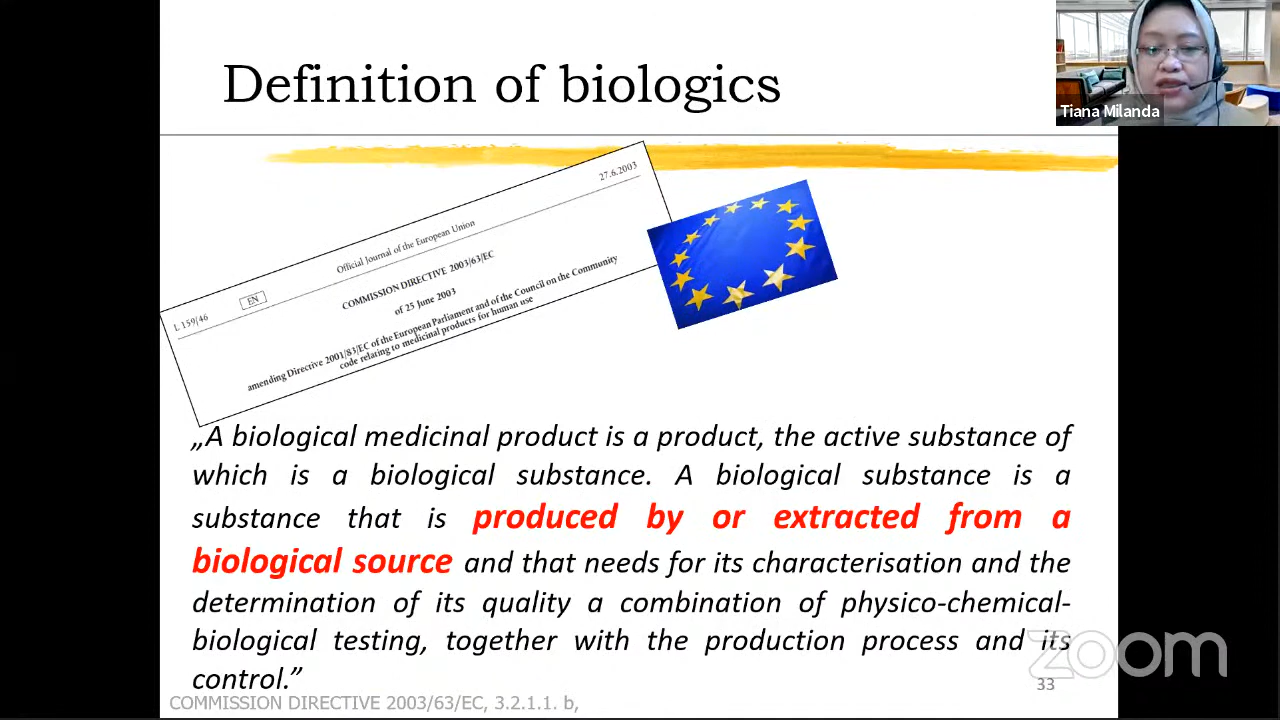 Definition of biologics
Tiana Milanda
27.6.2003
Official Journal of the European Union
EN
L 159/46
COMMISSION DIRECTIVE 2003/63/EC
of 25 June 2003
amending Directive 2001/83/EC of the European Parliament and of the Council on the Community
code relating to medicinal products for human use
„A biological medicinal product is a product, the active substance of
which is a biological substance. A biological substance is a
substance that is produced by or extracted from a
biological source and that needs for its characterisation and the
determination of its quality a combination of physico-chemical-
biological testing, together with the production process and its
control.”
zoom
33
COMMISSION DIRECTIVE 2003/63/EC, 3.2.1.1. b,